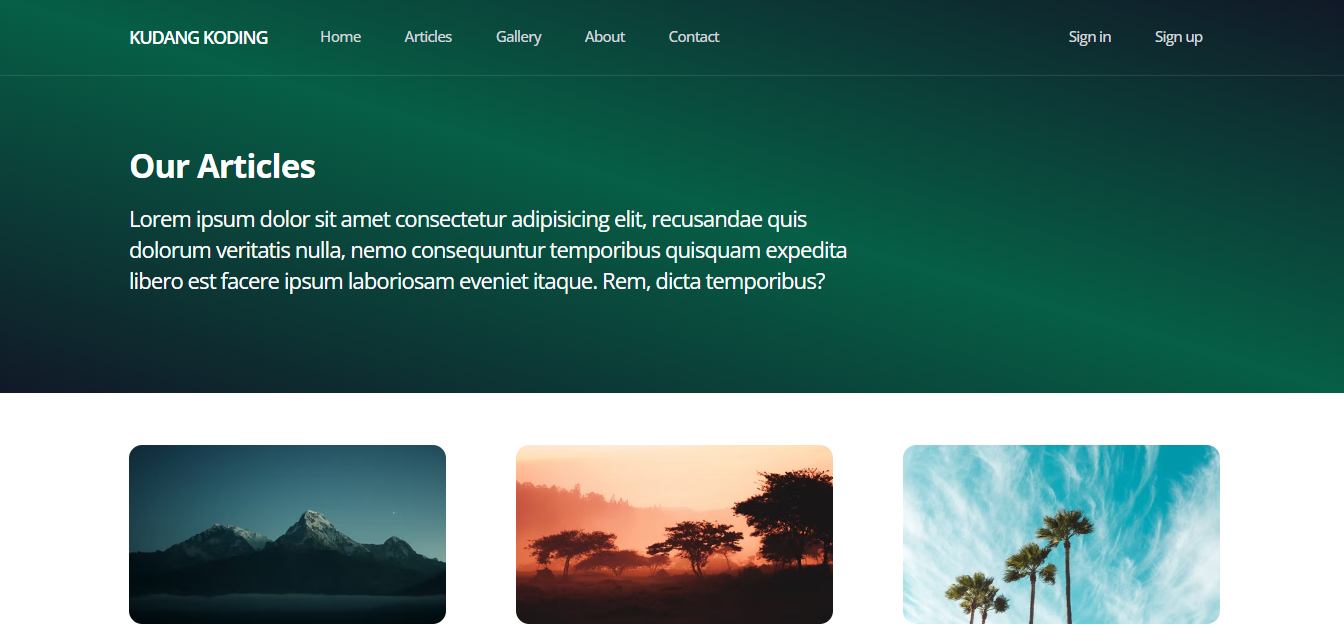 KUDANG KODING Home Articles Gallery About Contact Sign in Sign up
Our Articles
Lorem ipsum dolor sit amet consectetur adipisicing elit, recusandae quis
dolorum veritatis nulla, nemo consequuntur temporibus quisquam expedita
libero est facere ipsum laboriosam eveniet itaque. Rem, dicta temporibus?